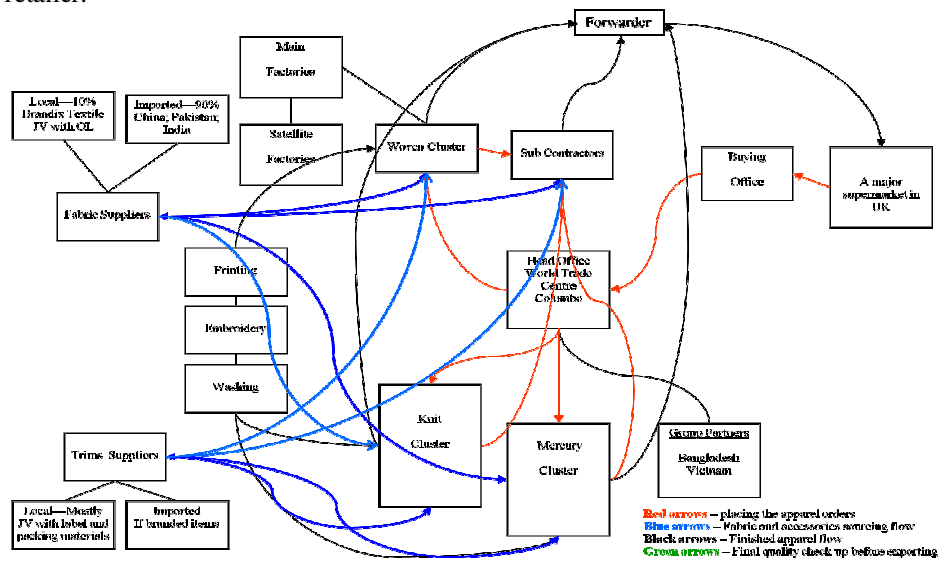 retailer.
Forwarder
Main
Factories
Local—10%
Brandix Textile
JV with OL
Imported—90%
China; Pakistan;
India
Satellite
Factories
Woven Cluster
Sub Contractors
Buying
Office
A major
supermarket in
UK
Fabric Suppliers
Printing
Head Office
World Trade
Centre
Columbo
Embroidery
Washing
Knit
Cluster
Mercury
Cluster
Group Partners
Bangladesh
Vietnam
Trims Suppliers
Local—Mostly
JV with label and
packing materials
Imported
If branded items
Red arrows – placing the apparel orders
Blue arrows – Fabric and accessories sourcing flow
Black arrows – Finished apparel flow
Green arrows – Final quality check up before exporting